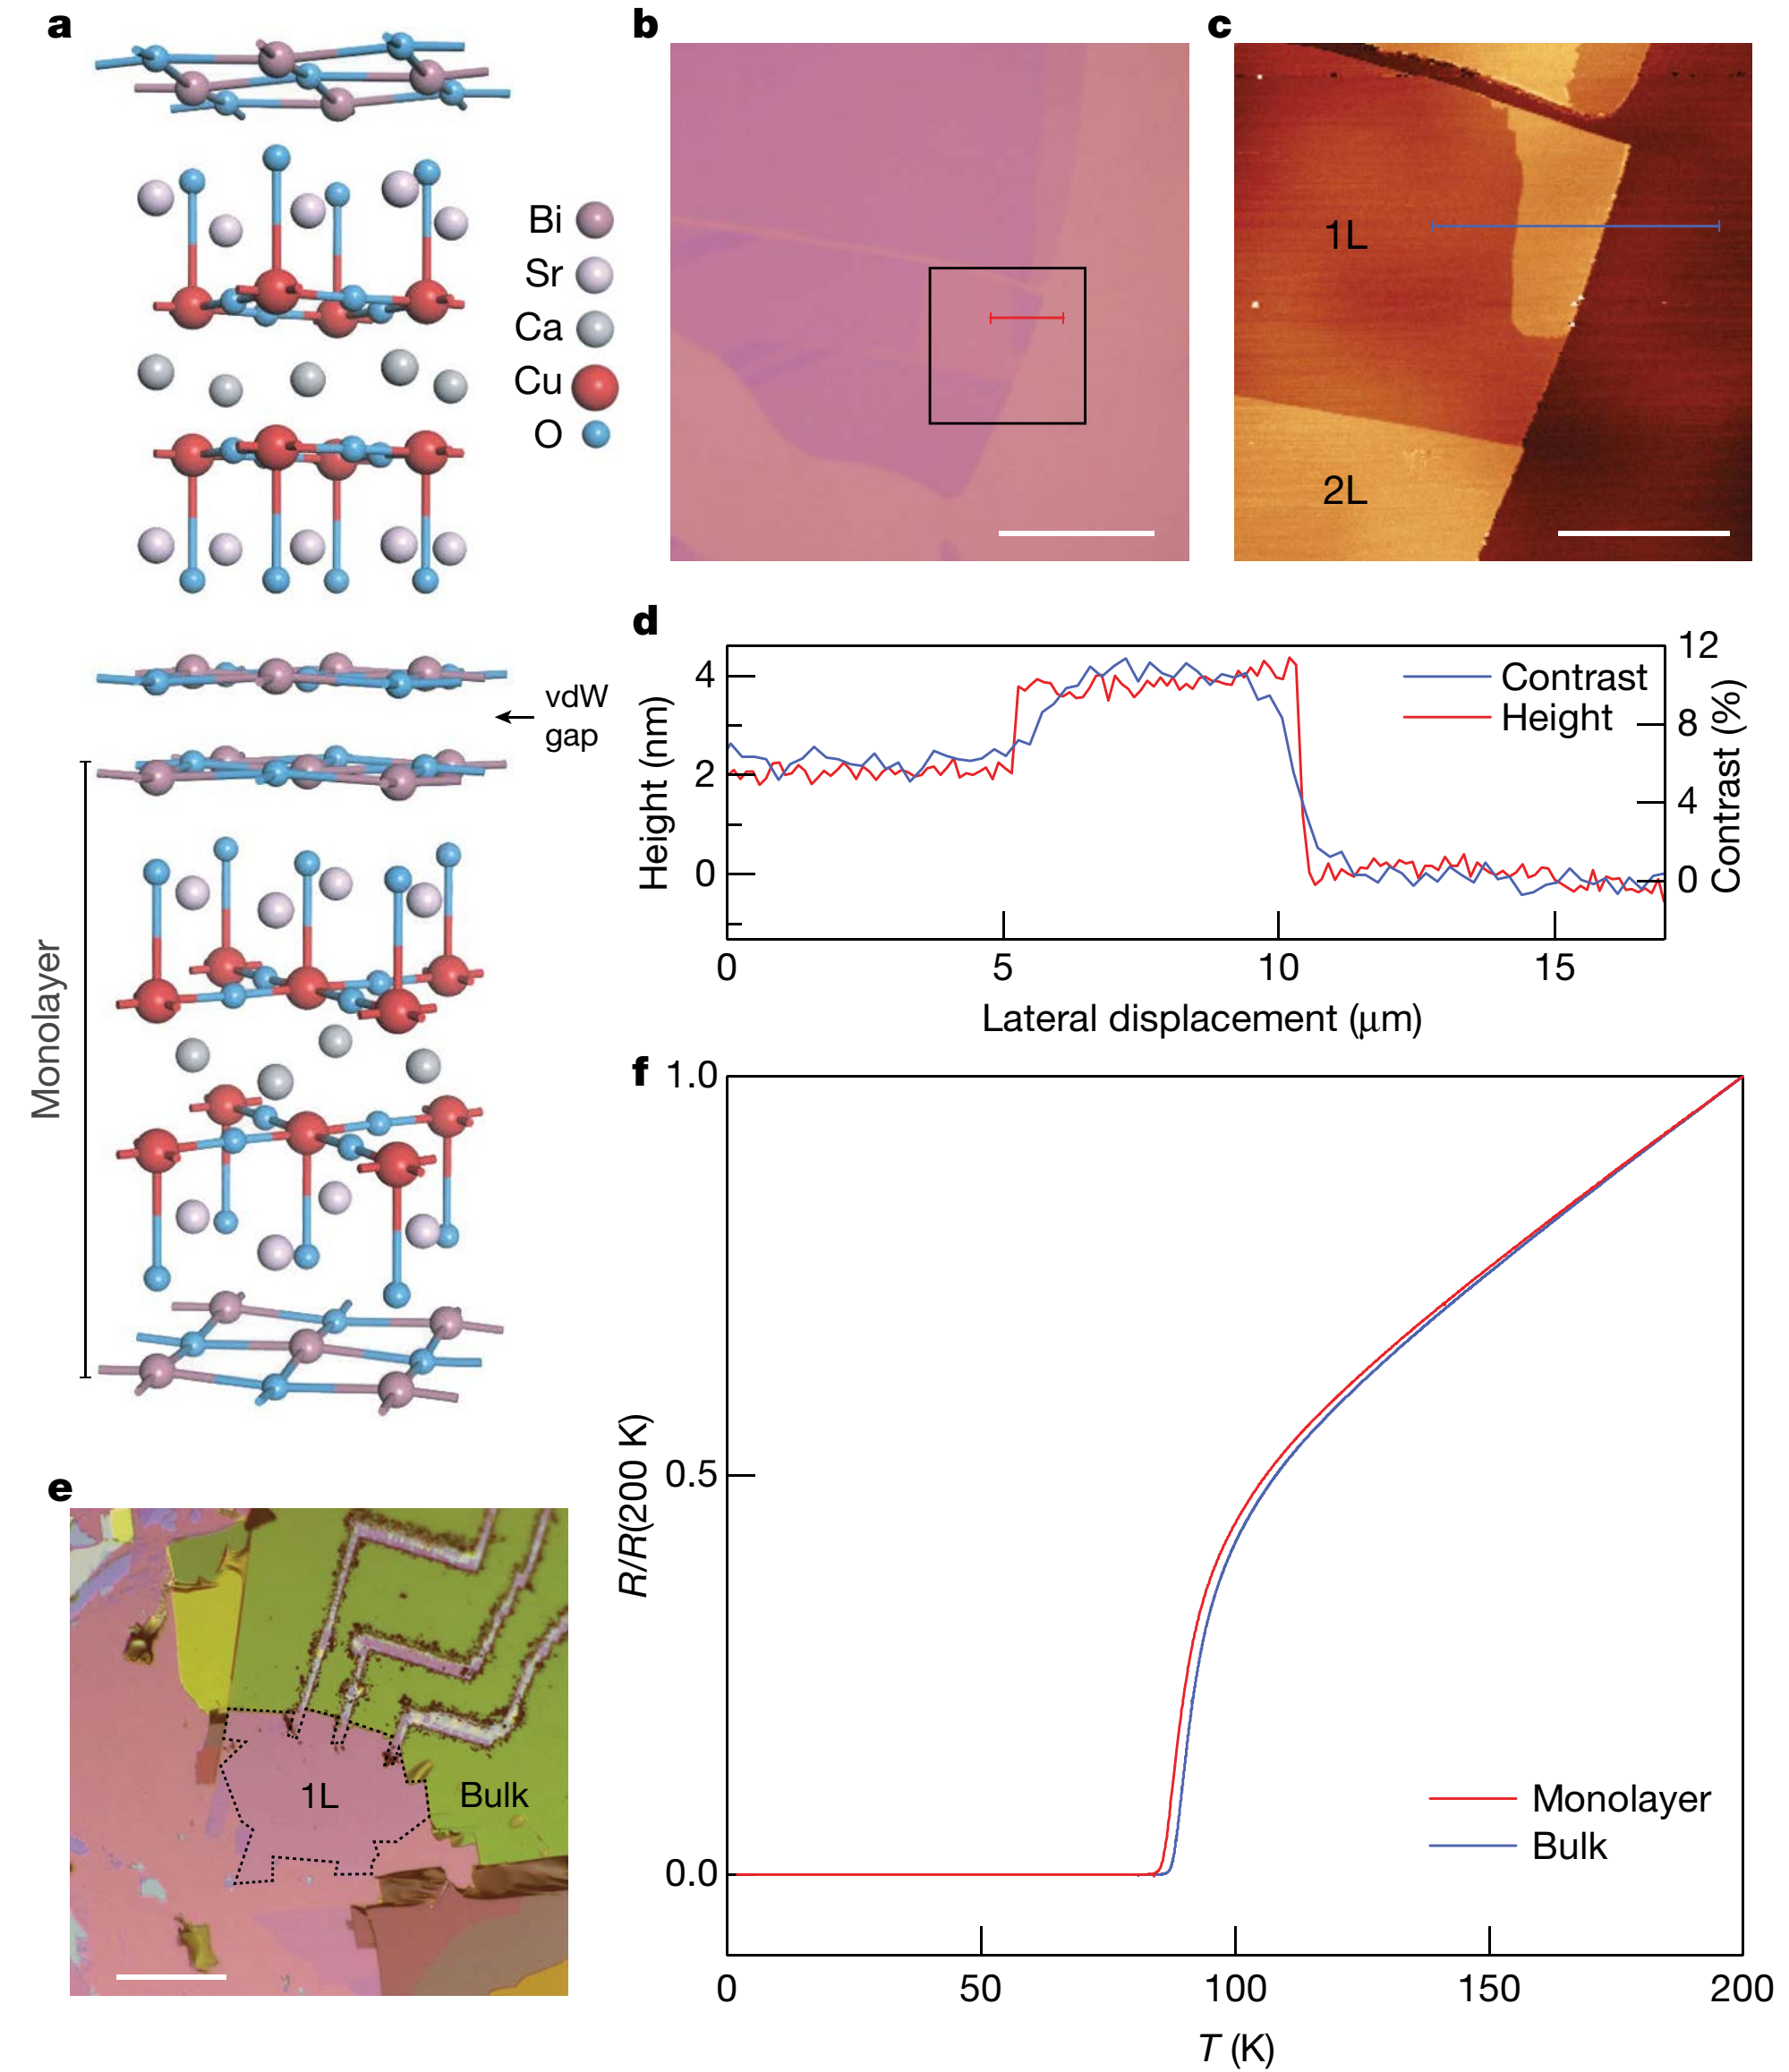 a
Bi
Sr
Ca
Cu
O
vdW
gap
Monolayer
b
c
1L
2L
d
Height (nm)
4
2
0
Contrast
Height
12
8
4
0
Contrast (%)
0
5
10
15
Lateral displacement (μm)
e
1L
Bulk
f
R/R(200 K)
1.0
0.5
0.0
Monolayer
Bulk
0
50
100
150
200
T (K)